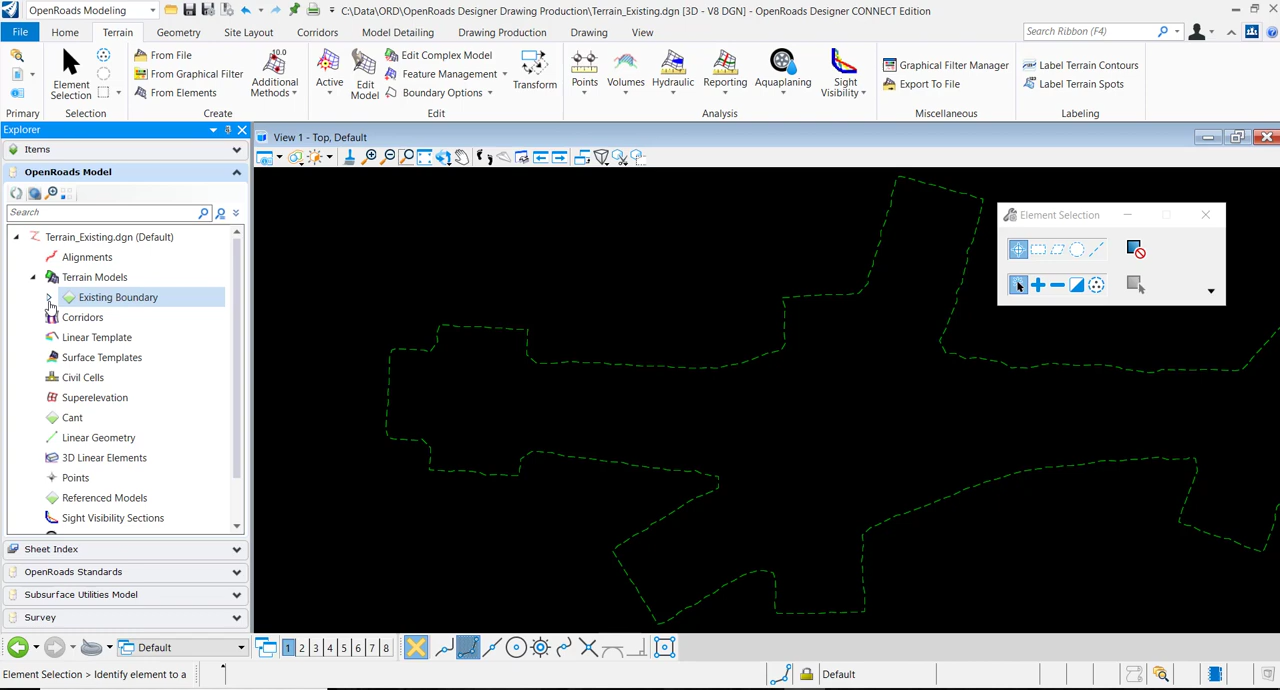 OpenRoads Modeling
C:\Data\ORD\OpenRoads Designer Drawing Production\Terrain_Existing.dgn [3D - V8 DGN] - OpenRoads Designer CONNECT Edition
File Home Terrain Geometry Site Layout Corridors Model Detailing Drawing Production Drawing View
Search Ribbon (F4)
Element Selection
From File
From Graphical Filter
From Elements
10.0
Additional Methods
Active
Edit Model
Edit Complex Model
Feature Management
Boundary Options
Transform
Points
Volumes
Hydraulic
Reporting
Aquaplaning
Sight Visibility
Graphical Filter Manager
Export To File
Label Terrain Contours
Label Terrain Spots
Primary Selection Create Edit Analysis Miscellaneous Labeling
Explorer
Items
OpenRoads Model
Search
Terrain_Existing.dgn (Default)
Alignments
Terrain Models
Existing Boundary
Corridors
Linear Template
Surface Templates
Civil Cells
Superelevation
Cant
Linear Geometry
3D Linear Elements
Points
Referenced Models
Sight Visibility Sections
Sheet Index
OpenRoads Standards
Subsurface Utilities Model
Survey
View 1 - Top, Default
Element Selection
Default
1 2 3 4 5 6 7 8
Element Selection > Identify element to a
Default